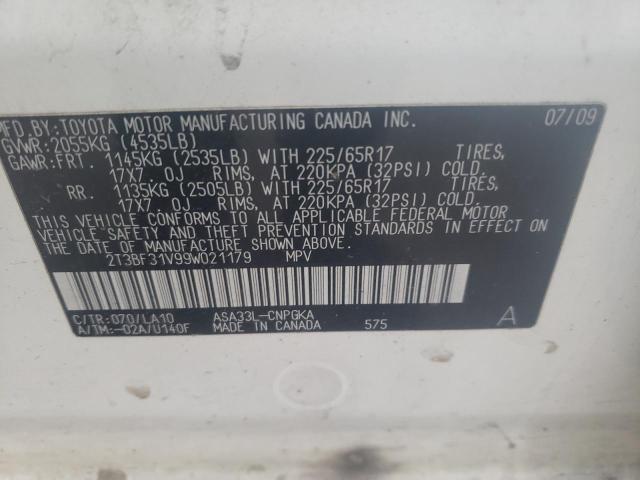 MFD. BY: TOYOTA MOTOR MANUFACTURING CANADA INC. 07/09
GVWR: 2055KG (4535LB)
GAWR: FRT. 1145KG (2535LB) WITH 225/65R17 TIRES,
17X7. OJ RIMS, AT 220KPA (32PSI) COLD.
RR. 1135KG (2505LB) WITH 225/65R17 TIRES,
17X7. OJ RIMS, AT 220KPA (32PSI) COLD.
THIS VEHICLE CONFORMS TO ALL APPLICABLE FEDERAL MOTOR
VEHICLE SAFETY AND THEFT PREVENTION STANDARDS IN EFFECT ON
THE DATE OF MANUFACTURE SHOWN ABOVE.
2T3BF31V99W021179 MPV
C/TR: 070/LA10 ASA33L-CNPGKA
A/TM: -02A/U140F MADE IN CANADA 575 A